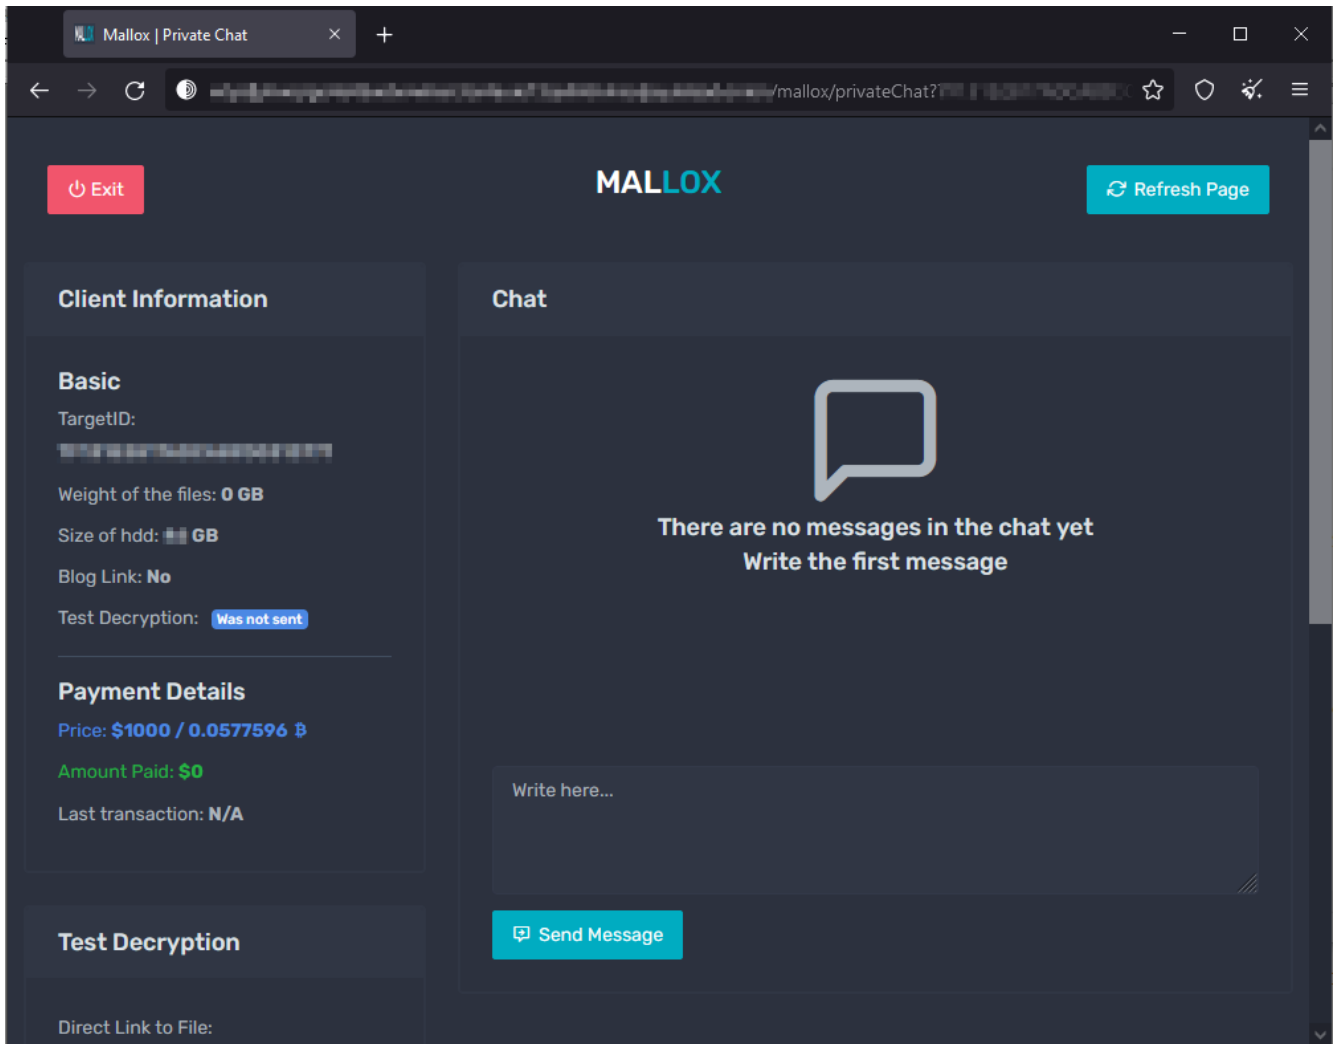 Mallox | Private Chat
/mallox/privateChat?
Exit
MALLOX
Refresh Page
Client Information
Basic
TargetID:
Weight of the files: 0 GB
Size of hdd: GB
Blog Link: No
Test Decryption: Was not sent
Payment Details
Price: $1000 / 0.0577596 ₿
Amount Paid: $0
Last transaction: N/A
Test Decryption
Direct Link to File:
Chat
There are no messages in the chat yet
Write the first message
Write here...
Send Message